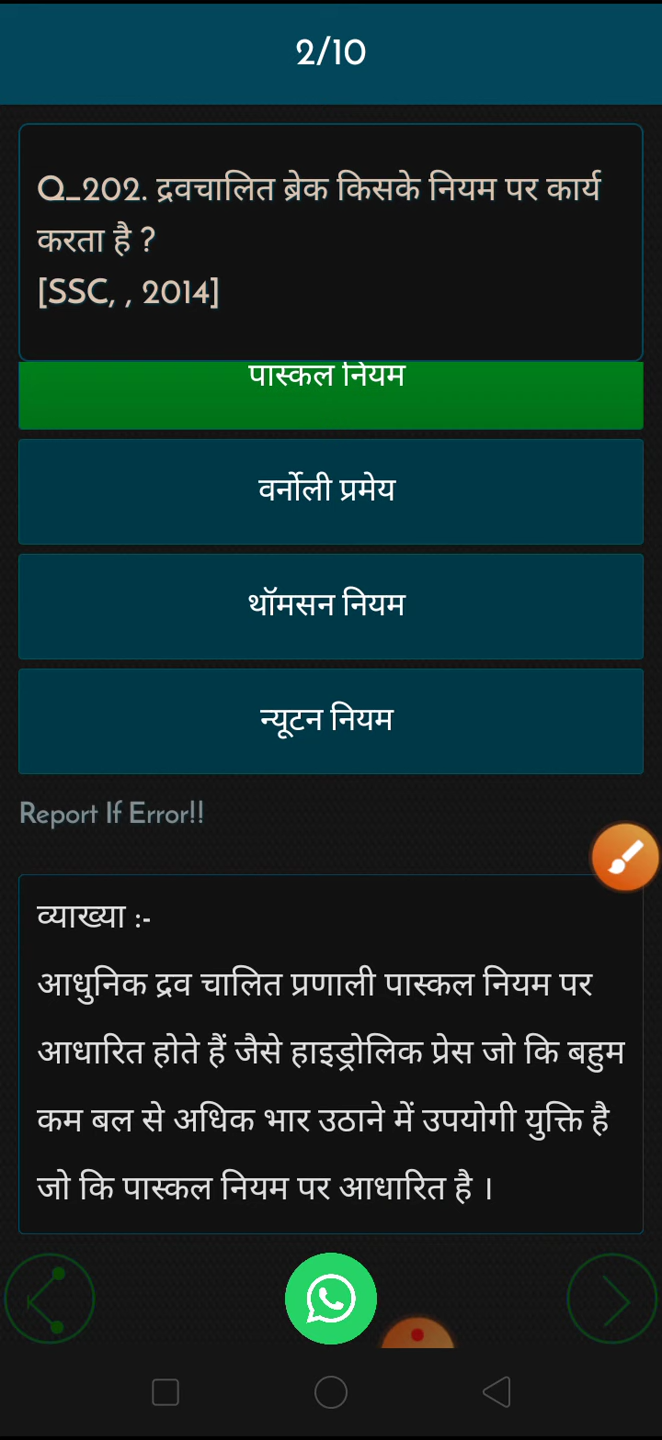 2/10
Q_202. द्रवचालित ब्रेक किसके नियम पर कार्य
करता है ?
[SSC, , 2014]
पास्कल नियम
वर्नोली प्रमेय
थॉमसन नियम
न्यूटन नियम
Report If Error!!
व्याख्या :-
आधुनिक द्रव चालित प्रणाली पास्कल नियम पर
आधारित होते हैं जैसे हाइड्रोलिक प्रेस जो कि बहुम
कम बल से अधिक भार उठाने में उपयोगी युक्ति है
जो कि पास्कल नियम पर आधारित है ।